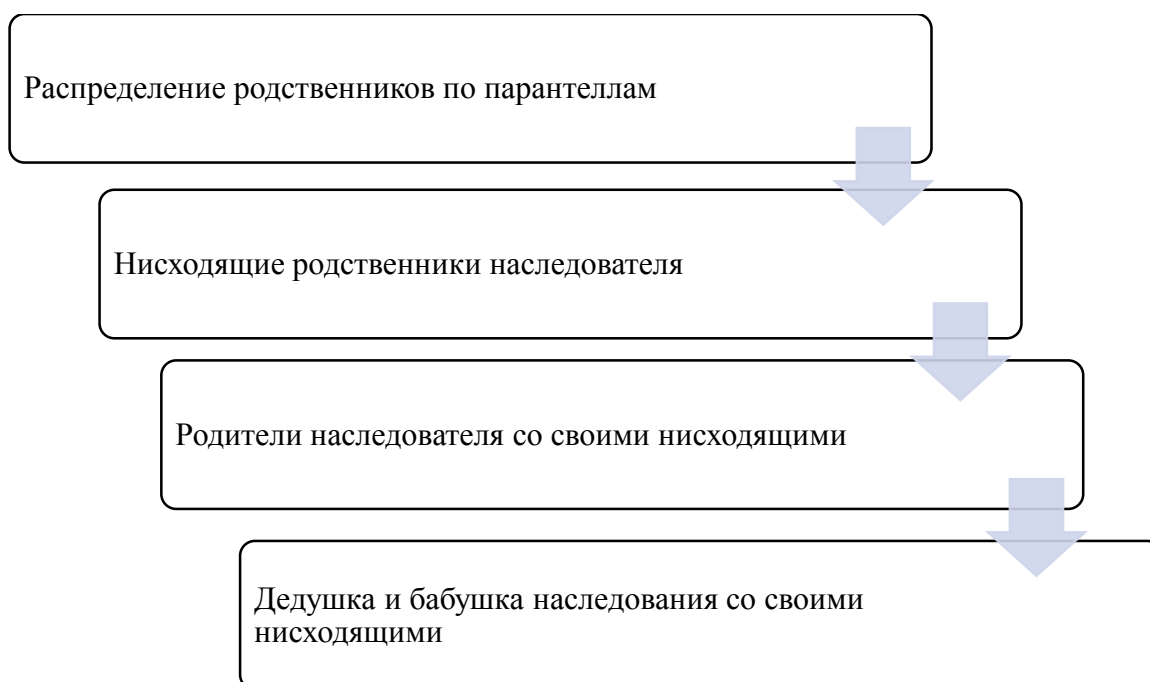 Распределение родственников по парантеллам
Нисходящие родственники наследователя
Родители наследователя со своими нисходящими
Дедушка и бабушка наследования со своими
нисходящими